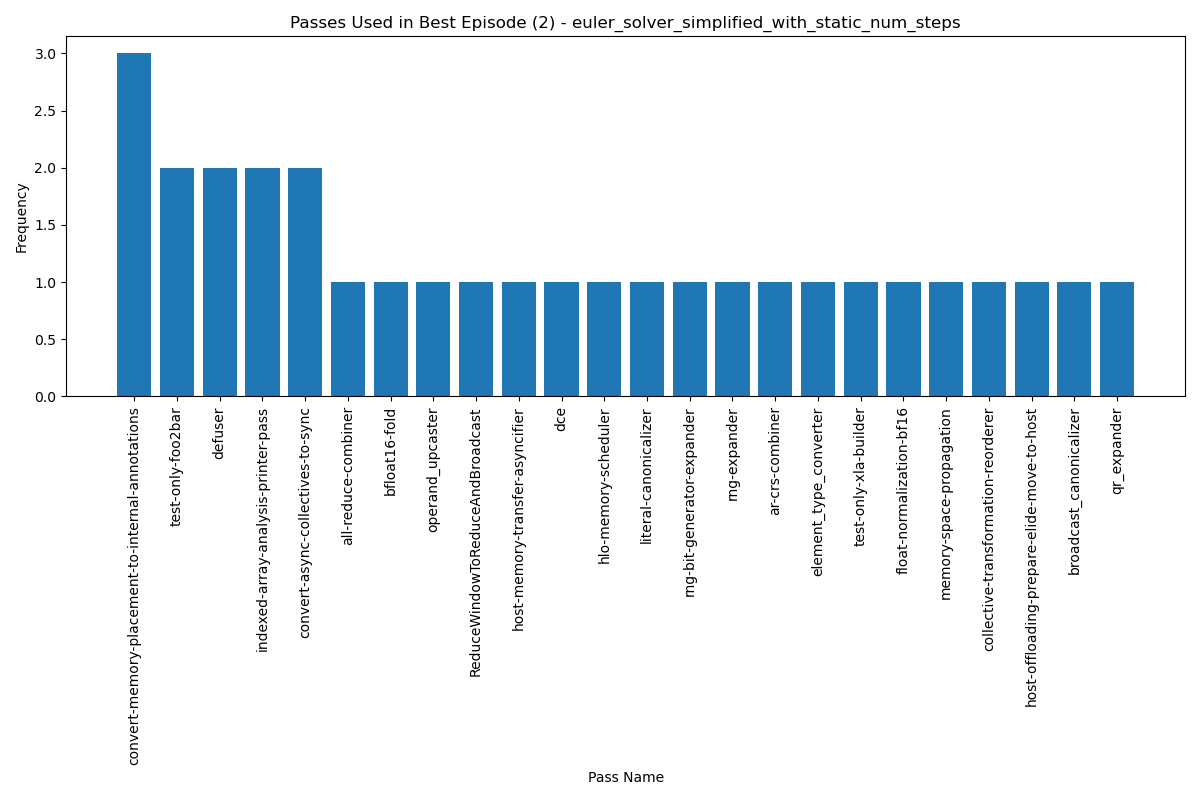 Passes Used in Best Episode (2) - euler_solver_simplified_with_static_num_steps
Frequency
3.0
2.5
2.0
1.5
1.0
0.5
0.0
convert-memory-placement-to-internal-annotations
test-only-foo2bar
defuser
indexed-array-analysis-printer-pass
convert-async-collectives-to-sync
all-reduce-combiner
bfloat16-fold
operand_upcaster
ReduceWindowToReduceAndBroadcast
host-memory-transfer-asyncifier
dce
hlo-memory-scheduler
literal-canonicalizer
rng-bit-generator-expander
rng-expander
ar-crs-combiner
element_type_converter
test-only-xla-builder
float-normalization-bf16
memory-space-propagation
collective-transformation-reorderer
host-offloading-prepare-elide-move-to-host
broadcast_canonicalizer
qr_expander
Pass Name